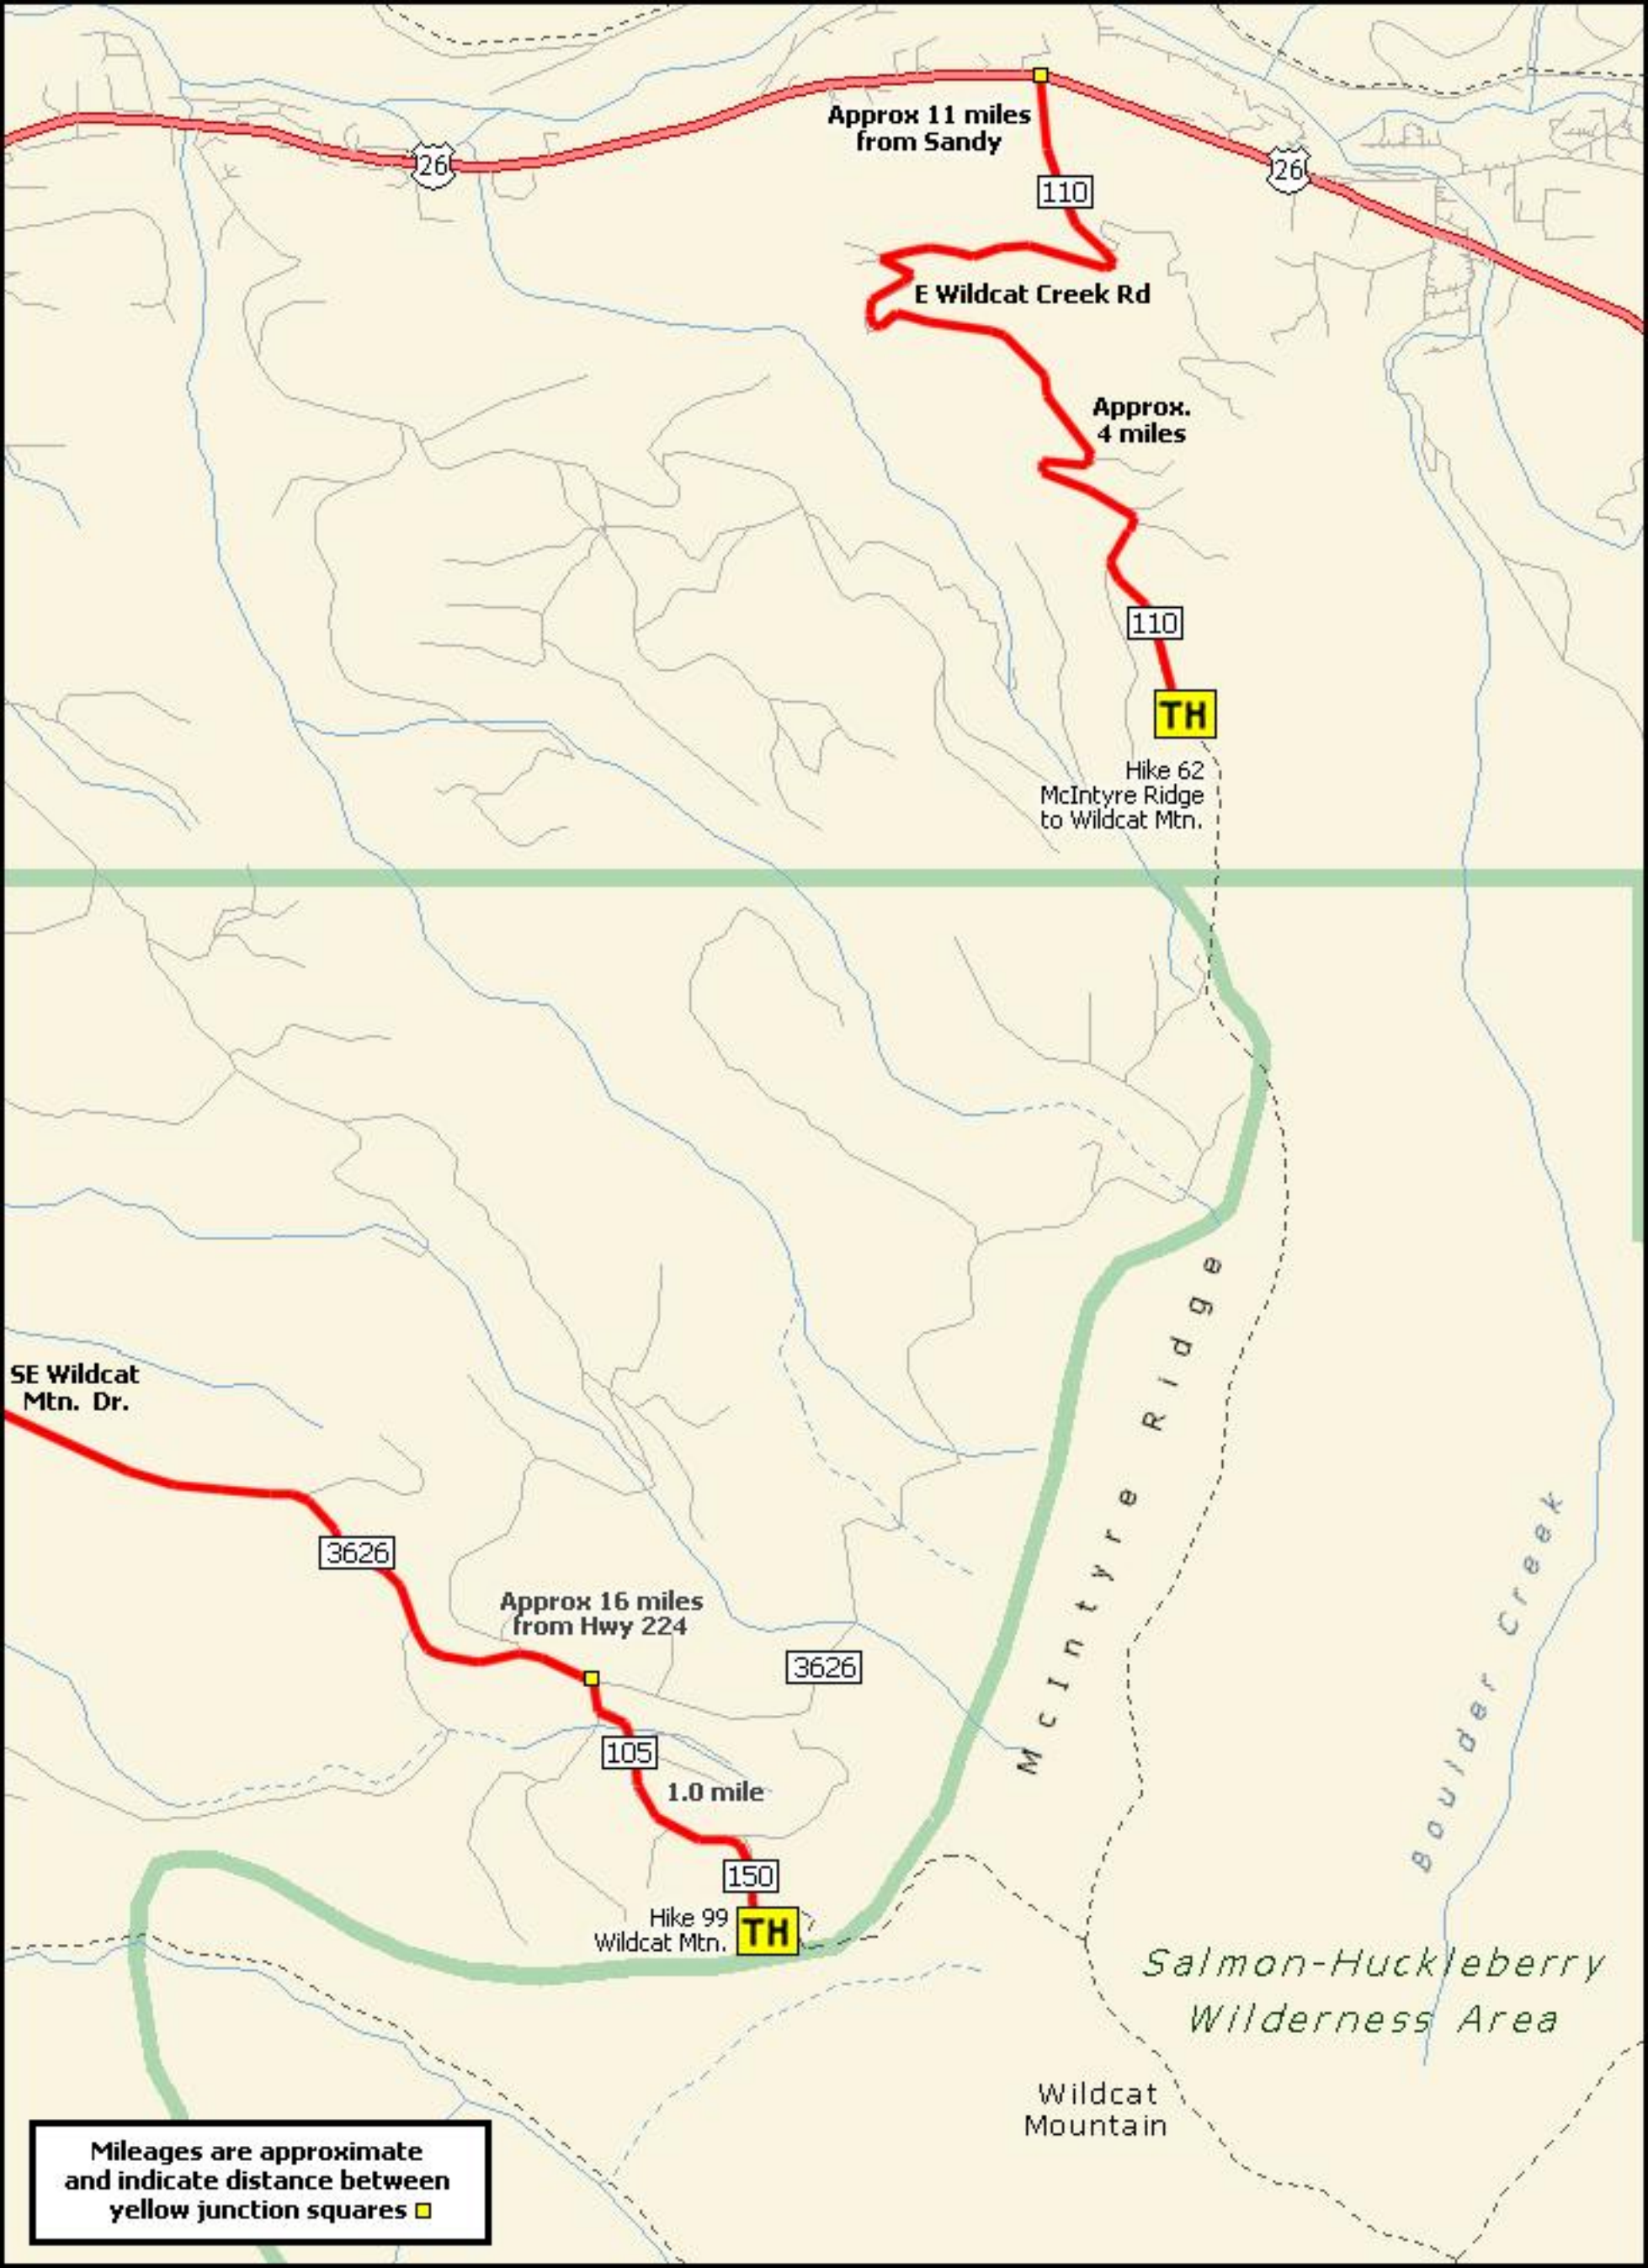 Approx 11 miles
from Sandy
26
26
110
E Wildcat Creek Rd
Approx.
4 miles
110
TH
Hike 62
McIntyre Ridge
to Wildcat Mtn.
McIntyre Ridge
SE Wildcat
Mtn. Dr.
3626
Approx 16 miles
from Hwy 224
3626
105
1.0 mile
150
Hike 99
Wildcat Mtn.
TH
Boulder Creek
Salmon-Huckleberry
Wilderness Area
Wildcat
Mountain
Mileages are approximate
and indicate distance between
yellow junction squares